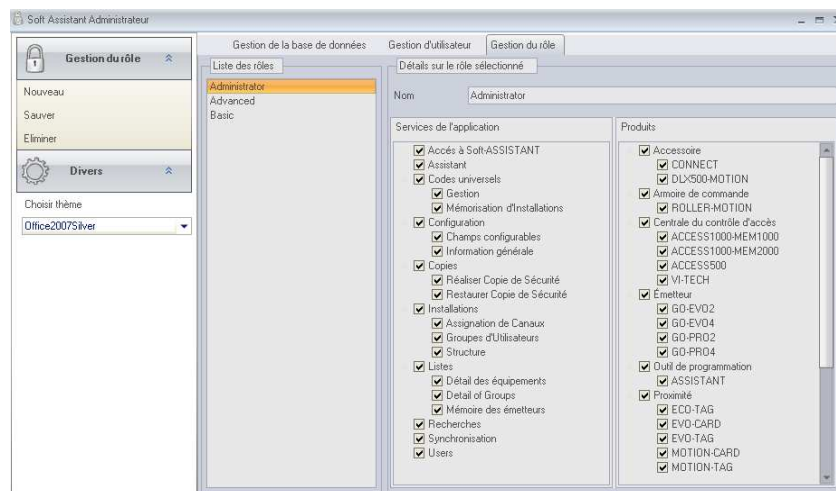 Soft Assistant Administrateur
Gestion du rôle
Nouveau
Sauver
Eliminer
Divers
Choisir thème
Office2007Silver
Gestion de la base de données
Gestion d'utilisateur
Gestion du rôle
Liste des rôles
Administrator
Advanced
Basic
Détails sur le rôle sélectionné
Nom
Administrator
Services de l'application
Accés à Soft-ASSISTANT
Assistant
Codes universels
Gestion
Mémorisation d'Installations
Configuration
Champs configurables
Information générale
Copies
Réaliser Copie de Sécurité
Restaurer Copie de Sécurité
Installations
Assignation de Canaux
Groupes d'Utilisateurs
Structure
Listes
Détail des équipements
Detail of Groups
Mémoire des émetteurs
Recherches
Synchronisation
Users
Produits
Accessoire
CONNECT
DLX500-MOTION
Armoire de commande
ROLLER-MOTION
Centrale du contrôle d'accès
ACCESS1000-MEM1000
ACCESS1000-MEM2000
ACCESS500
VI-TECH
Émetteur
GO-EVO2
GO-EVO4
GO-PRO2
GO-PRO4
Outil de programmation
ASSISTANT
Proximité
ECO-TAG
EVO-CARD
EVO-TAG
MOTION-CARD
MOTION-TAG